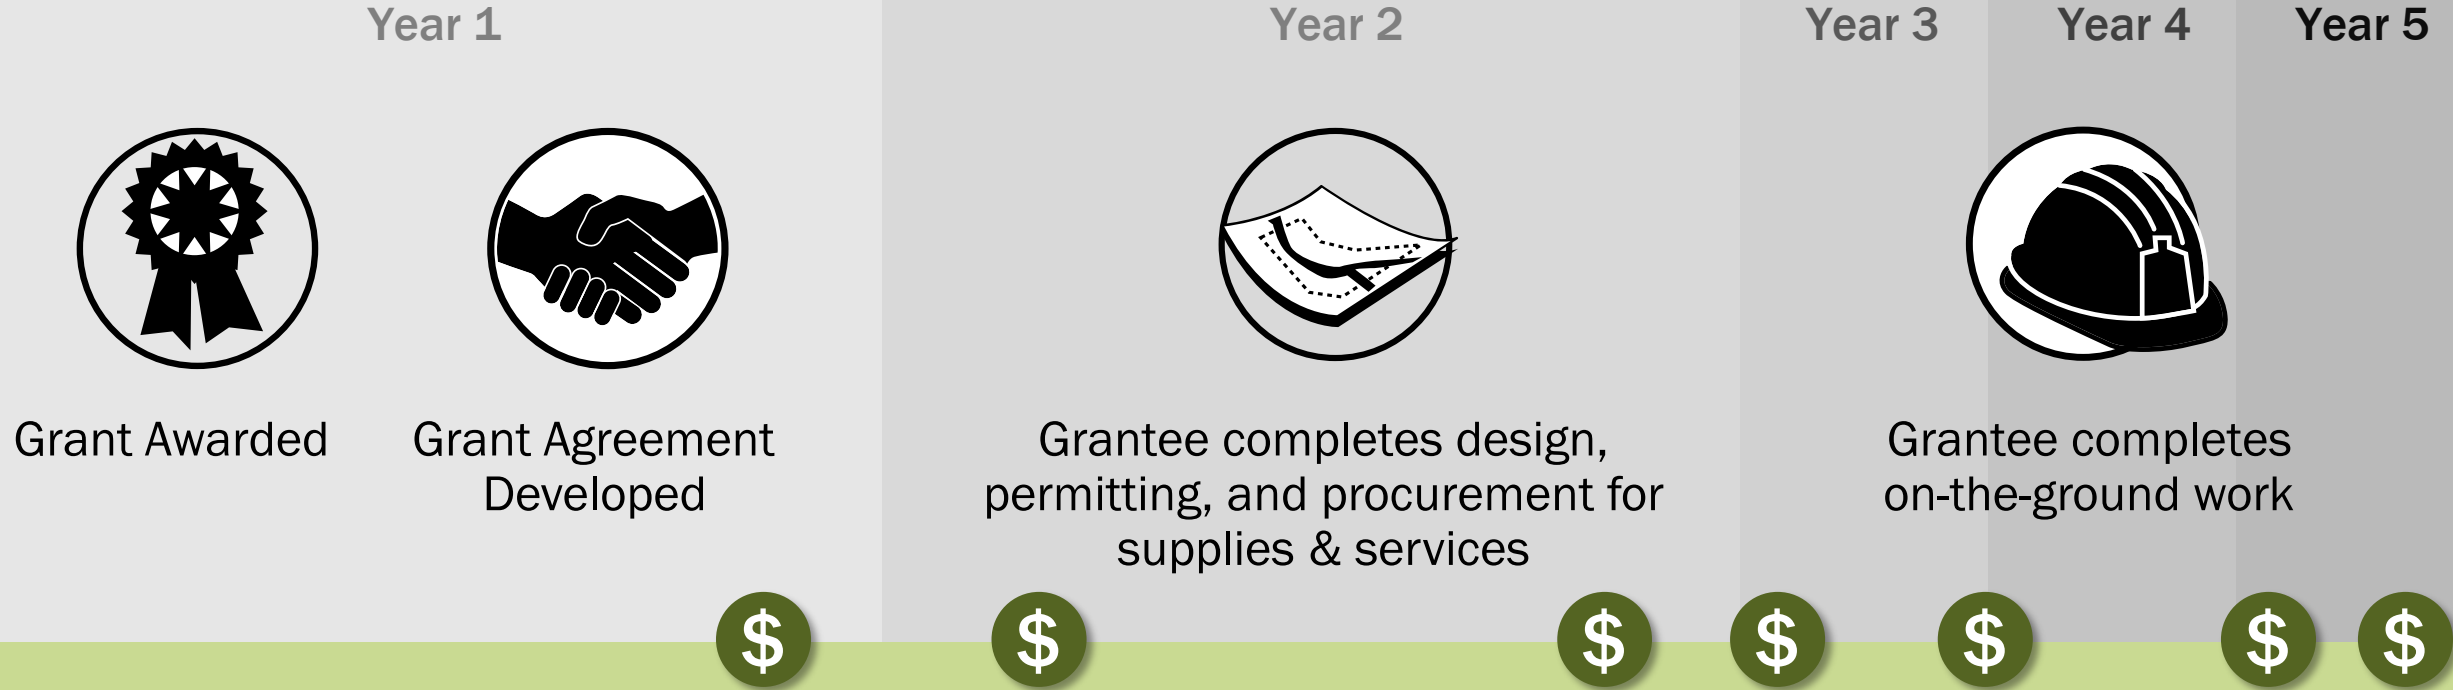 Year 1
Year 2
Year 3
Year 4
Year 5
Grant Awarded
Grant Agreement
Developed
Grantee completes design,
permitting, and procurement for
supplies & services
Grantee completes
on-the-ground work
$
$
$
$
$
$
$